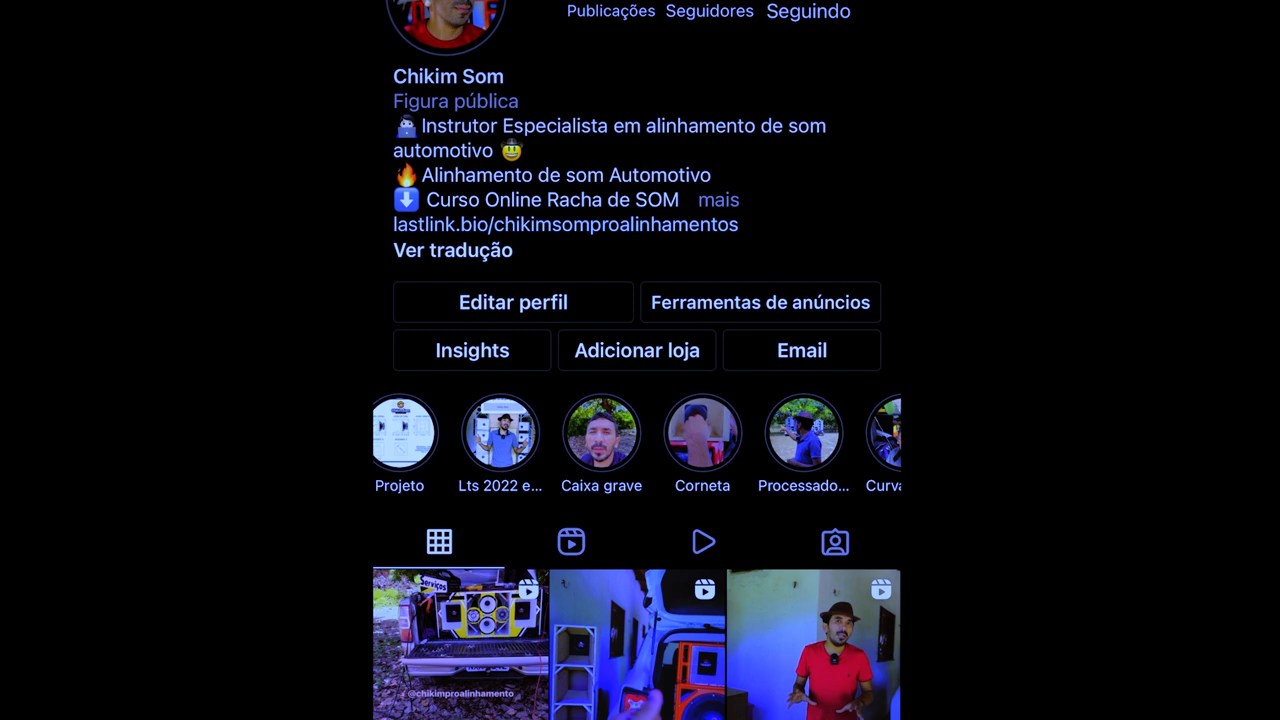 Publicações Seguidores Seguindo
Chikim Som
Figura pública
Instrutor Especialista em alinhamento de som
automotivo
Alinhamento de som Automotivo
Curso Online Racha de SOM mais
lastlink.bio/chikimsomproalinhamentos
Ver tradução
Editar perfil Ferramentas de anúncios
Insights Adicionar loja Email
Projeto Lts 2022 e... Caixa grave Corneta Processado... Curva
Serviços
@chikimproalinhamento